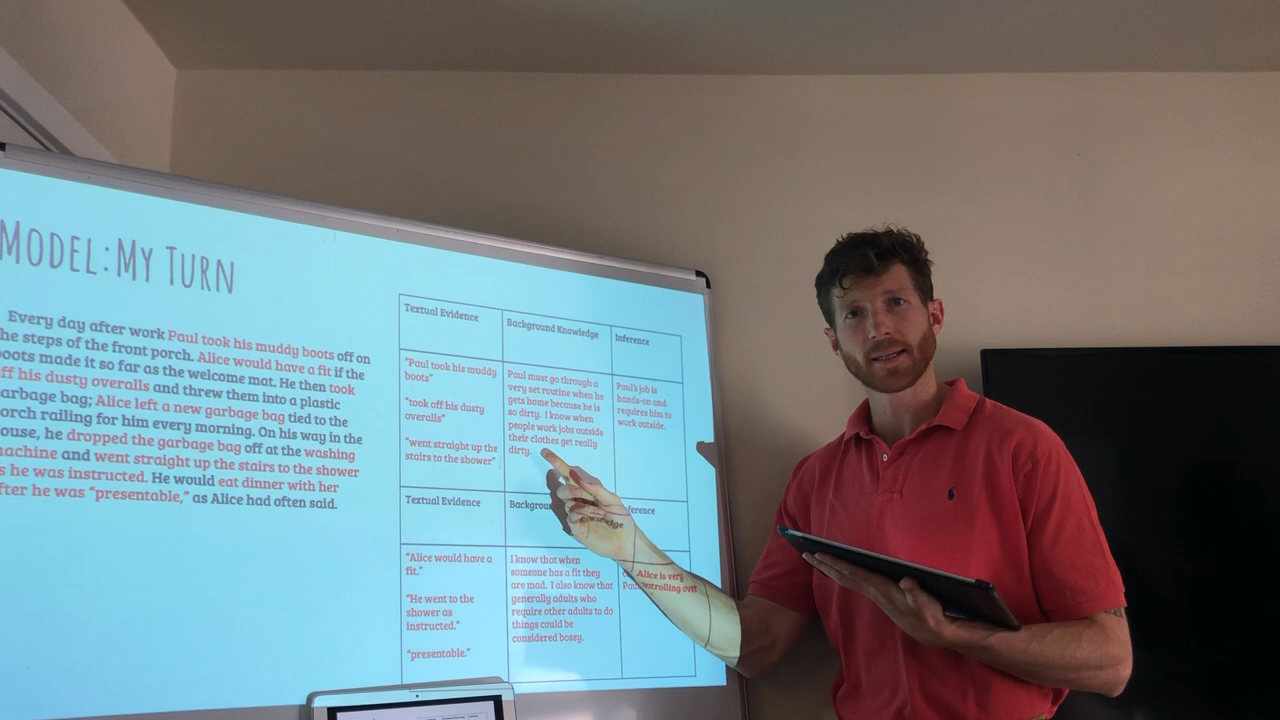 MODEL: MY TURN
Every day after work Paul took his muddy boots off on
the steps of the front porch. Alice would have a fit if the
boots made it so far as the welcome mat. He then took
off his dusty overalls and threw them into a plastic
garbage bag; Alice left a new garbage bag tied to the
porch railing for him every morning. On his way in the
house, he dropped the garbage bag off at the washing
machine and went straight up the stairs to the shower
as he was instructed. He would eat dinner with her
after he was "presentable," as Alice had often said.
Textual Evidence
Background Knowledge
Inference
"Paul took his muddy
boots"
"took off his dusty
overalls"
"went straight up the
stairs to the shower"
Paul must go through a
very set routine when he
gets home because he is
so dirty. I know when
people work jobs outside
their clothes get really
dirty.
Paul's job is
hands-on and
requires him to
work outside.
Textual Evidence
Background
Knowledge
Inference
"Alice would have a
fit."
"He went to the
shower as
instructed."
"presentable."
I know that when
someone has a fit they
are mad. I also know that
generally adults who
require other adults to do
things could be
considered bossy.
Alice is very
controlling over
Paul